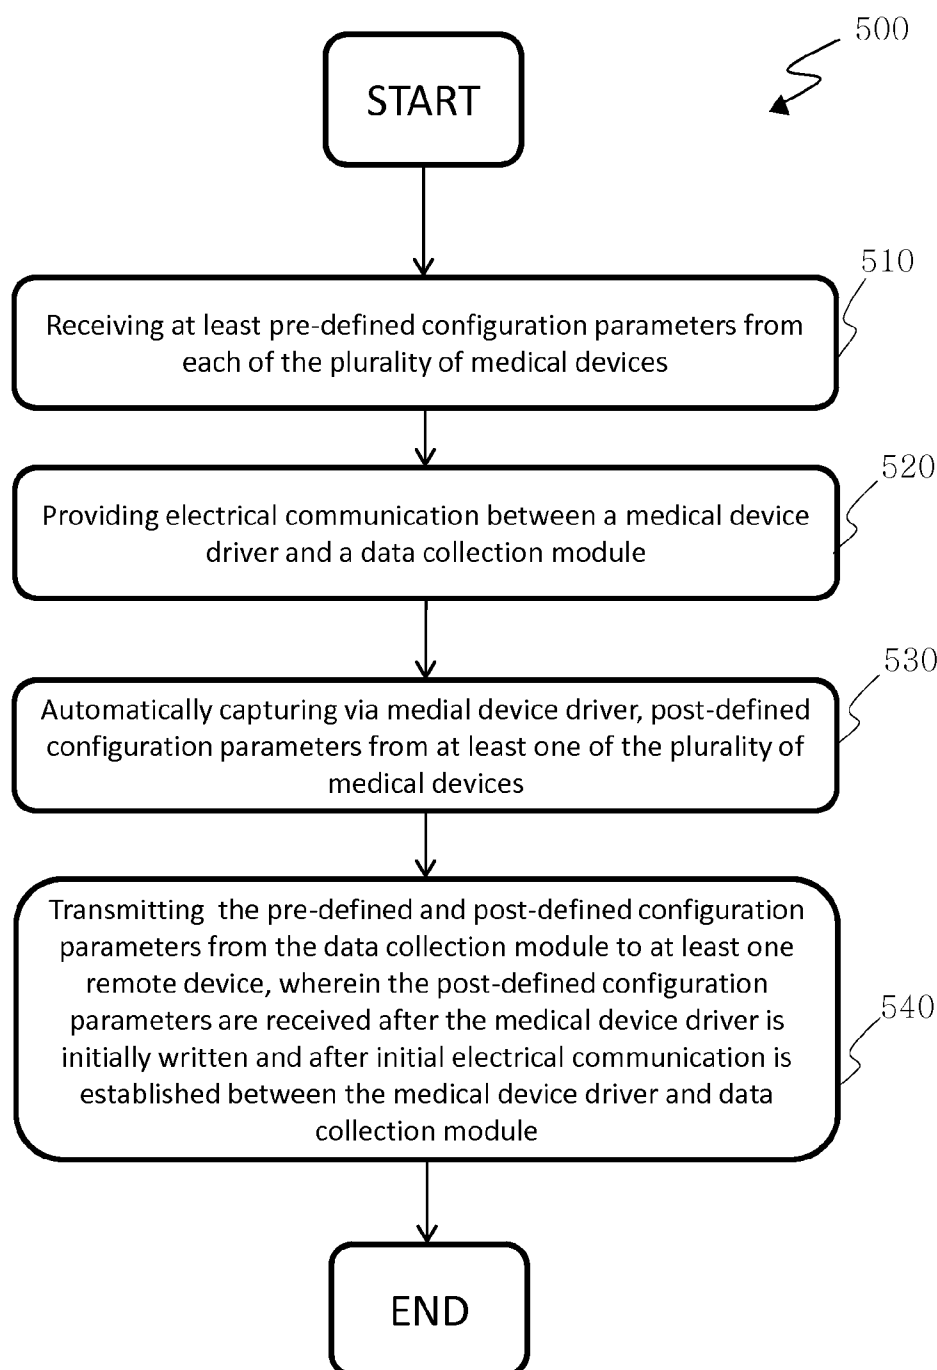 500
START
510
Receiving at least pre-defined configuration parameters from
each of the plurality of medical devices
520
Providing electrical communication between a medical device
driver and a data collection module
530
Automatically capturing via medial device driver, post-defined
configuration parameters from at least one of the plurality of
medical devices
Transmitting the pre-defined and post-defined configuration
parameters from the data collection module to at least one
remote device, wherein the post-defined configuration
parameters are received after the medical device driver is
initially written and after initial electrical communication is
established between the medical device driver and data
collection module
540
END